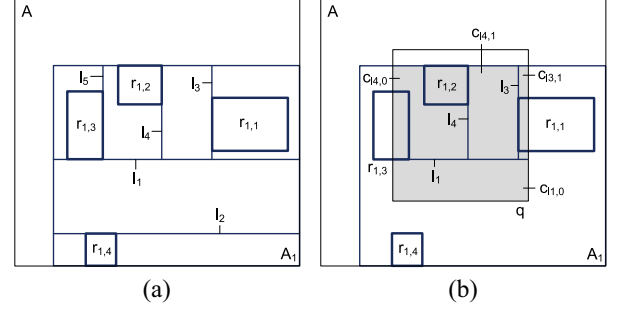 A
l5
r1,2
l3
r1,3
l4
r1,1
l1
l2
r1,4
A1
(a)
A
cl4,1
cl4,0
r1,2
l3
cl3,1
l4
r1,1
r1,3
l1
cl1,0
q
r1,4
A1
(b)